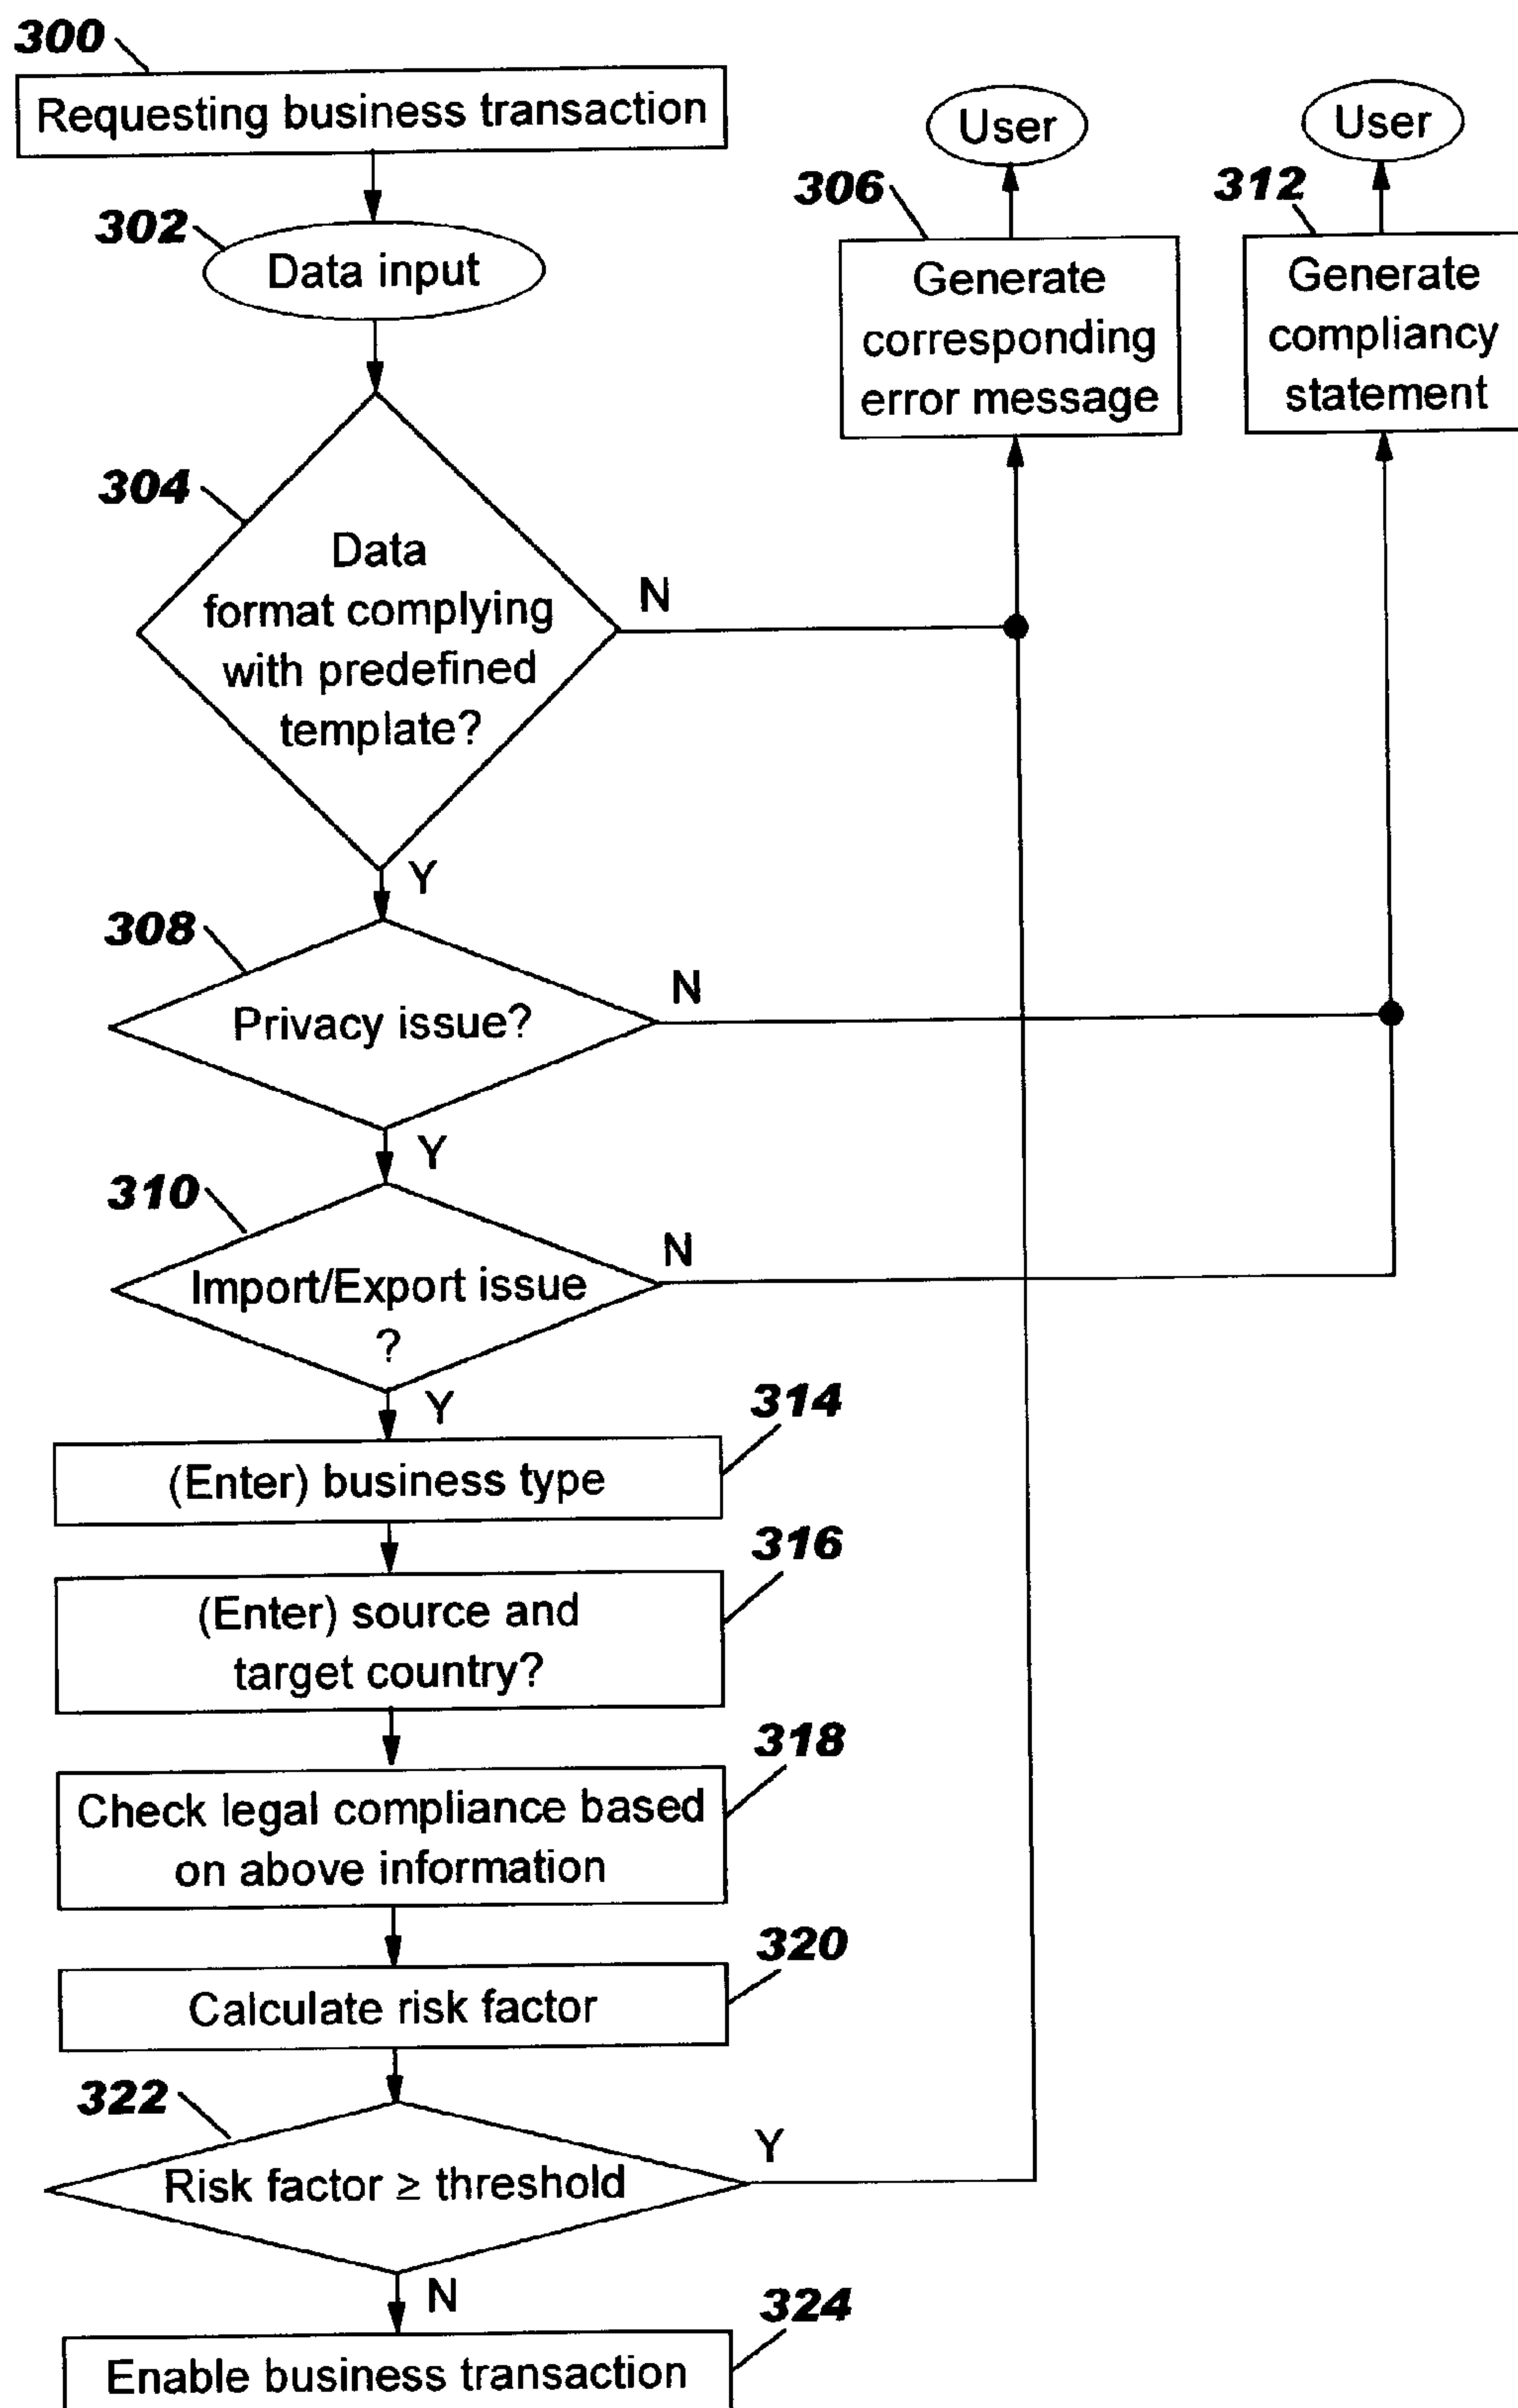 300
Requesting business transaction
302
Data input
304
Data
format complying
with predefined
template?
N
Y
User
306
Generate
corresponding
error message
User
312
Generate
compliancy
statement
308
Privacy issue?
N
Y
310
Import/Export issue
?
N
Y
314
(Enter) business type
316
(Enter) source and
target country?
318
Check legal compliance based
on above information
320
Calculate risk factor
322
Risk factor ≥ threshold
Y
N
324
Enable business transaction